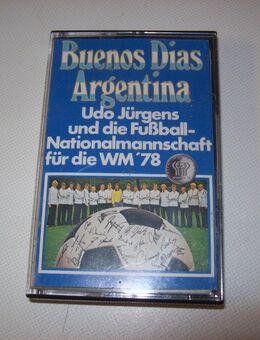 Buenos Dias
Argentina
Udo Jürgens
und die Fußball-
Nationalmannschaft
für die WM '78